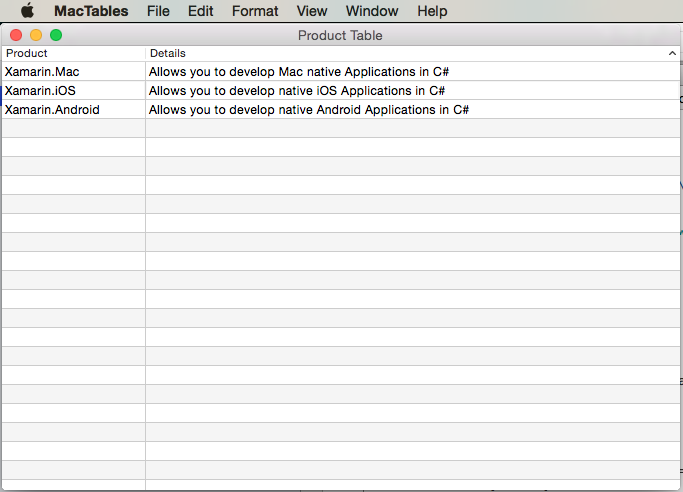 MacTables File Edit Format View Window Help
Product Table
Product Details
Xamarin.Mac Allows you to develop Mac native Applications in C#
Xamarin.iOS Allows you to develop native iOS Applications in C#
Xamarin.Android Allows you to develop native Android Applications in C#